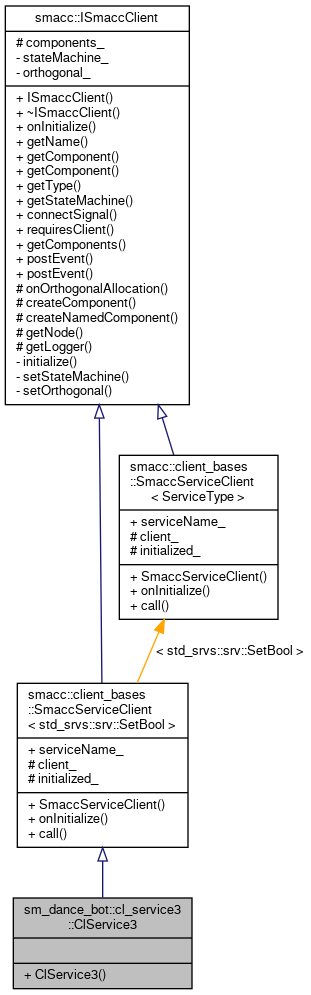 smacc::ISmaccClient
# components_
- stateMachine_
- orthogonal_
+ ISmaccClient()
+ ~ISmaccClient()
+ onInitialize()
+ getName()
+ getComponent()
+ getComponent()
+ getType()
+ getStateMachine()
+ connectSignal()
+ requiresClient()
+ getComponents()
+ postEvent()
+ postEvent()
# onOrthogonalAllocation()
# createComponent()
# createNamedComponent()
# getNode()
# getLogger()
- initialize()
- setStateMachine()
- setOrthogonal()
smacc::client_bases
::SmaccServiceClient
< ServiceType >
+ serviceName_
# client_
# initialized_
+ SmaccServiceClient()
+ onInitialize()
+ call()
< std_srvs::srv::SetBool >
smacc::client_bases
::SmaccServiceClient
< std_srvs::srv::SetBool >
+ serviceName_
# client_
# initialized_
+ SmaccServiceClient()
+ onInitialize()
+ call()
sm_dance_bot::cl_service3
::ClService3
+ ClService3()